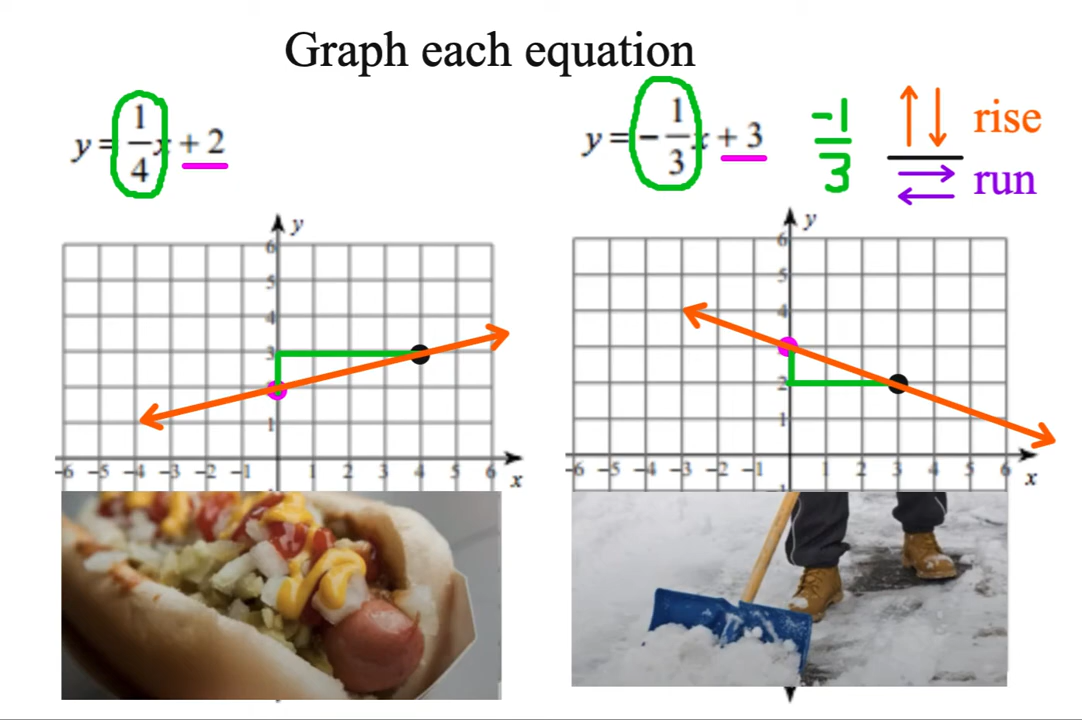 Graph each equation
y = 1/4 x + 2
y = - 1/3 x + 3
-1/3
rise
run
y
6
5
4
3
2
1
-6 -5 -4 -3 -2 -1 1 2 3 4 5 6
x
y
6
5
4
3
2
1
-6 -5 -4 -3 -2 -1 1 2 3 4 5 6
x